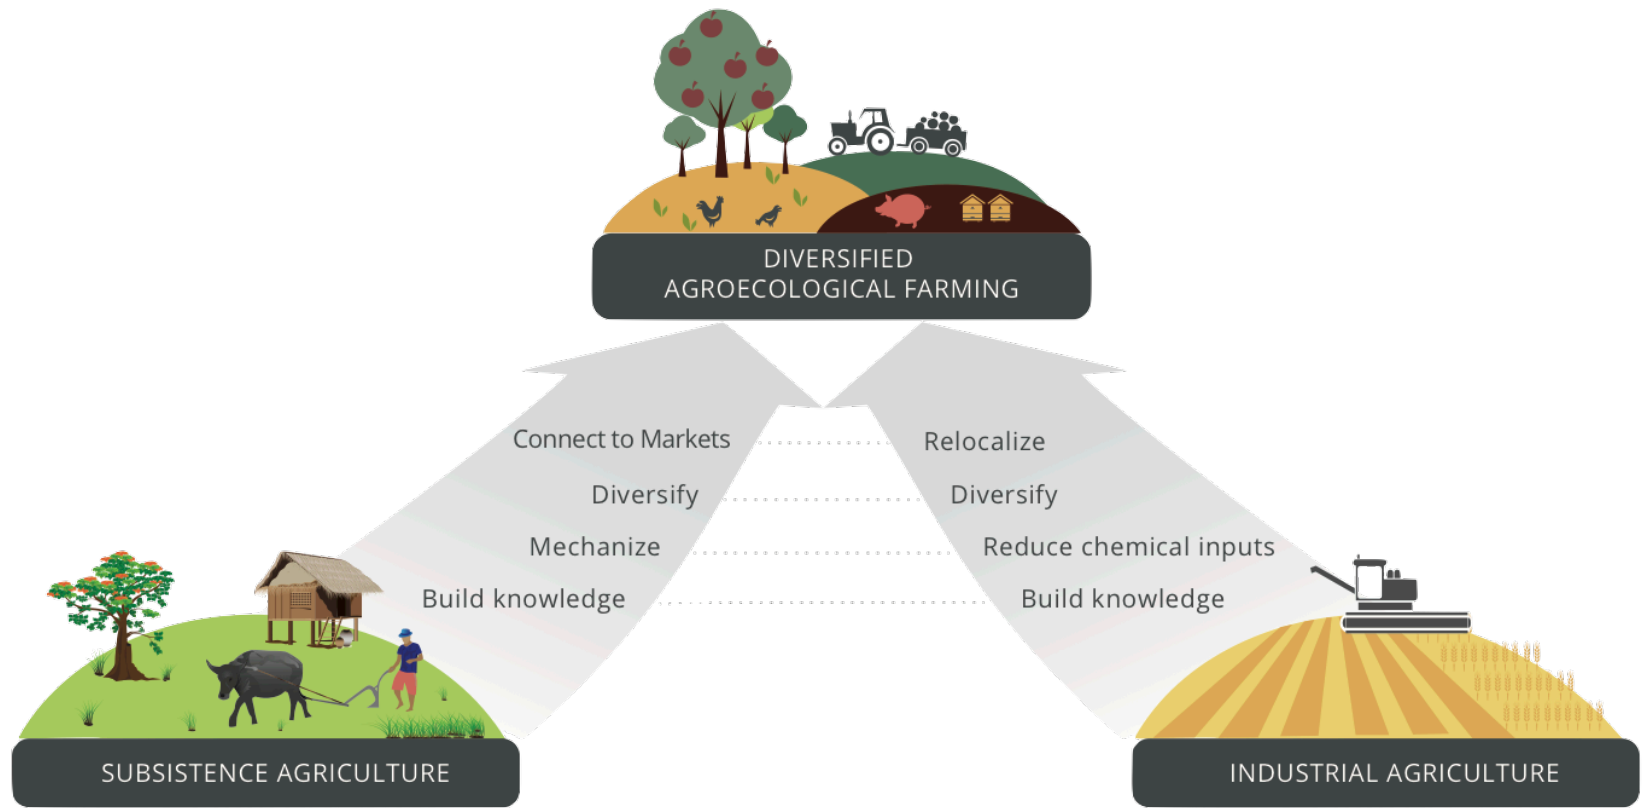 DIVERSIFIED
AGROECOLOGICAL FARMING
Connect to Markets
Relocalize
Diversify
Diversify
Mechanize
Reduce chemical inputs
Build knowledge
Build knowledge
SUBSISTENCE AGRICULTURE
INDUSTRIAL AGRICULTURE